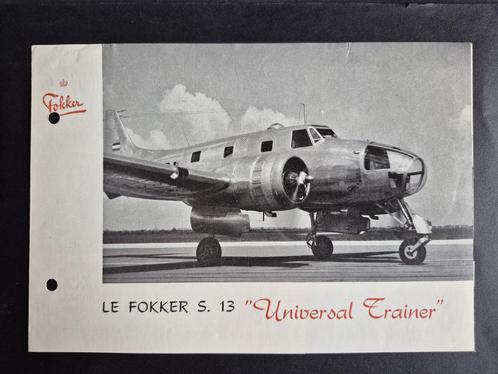 Fokker
LE FOKKER S. 13 "Universal Trainer"